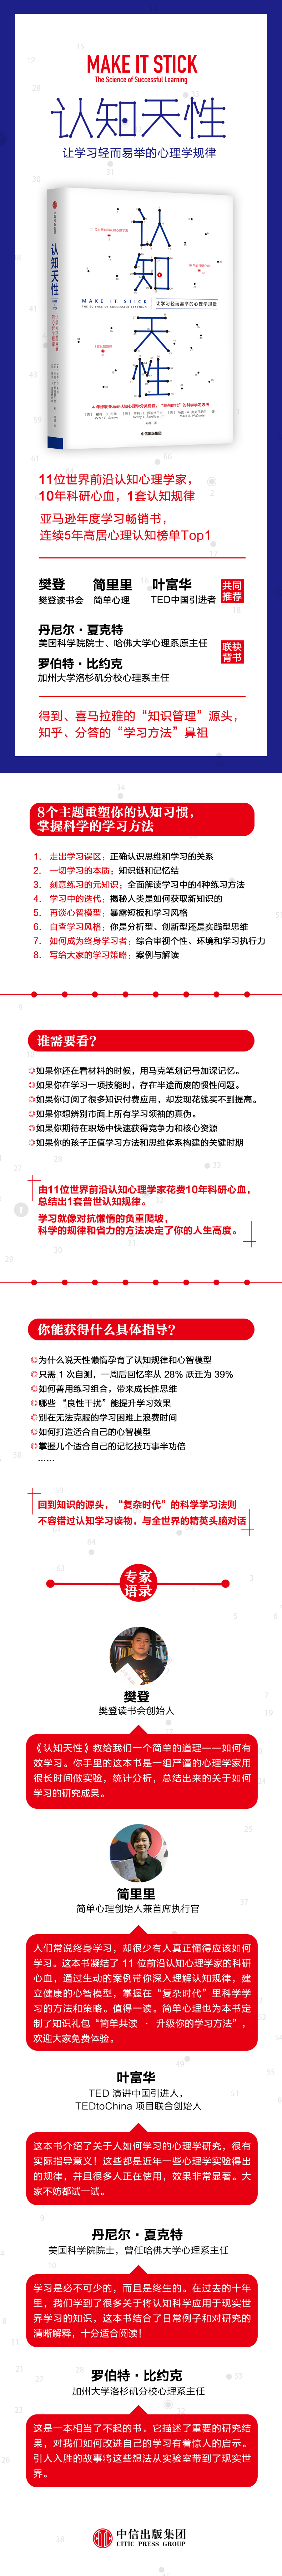 MAKE IT STICK
The Science of Successful Learning
认知天性
让学习轻而易举的心理学规律
认知天性
MAKE IT STICK
THE SCIENCE OF SUCCESSFUL LEARNING
让学习轻而易举的心理学规律
中信出版集团
11位世界前沿认知心理学家，
10年科研心血，1套认知规律
亚马逊年度学习畅销书，
连续5年高居心理认知榜单Top1
樊登 简里里 叶富华
樊登读书会 简单心理 TED中国引进者
共同
推荐
丹尼尔·夏克特
美国科学院院士、哈佛大学心理系原主任
罗伯特·比约克
加州大学洛杉矶分校心理系主任
联袂
背书
得到、喜马拉雅的“知识管理”源头，
知乎、分答的“学习方法”鼻祖
8个主题重塑你的认知习惯，
掌握科学的学习方法
1. 走出学习误区：正确认识思维和学习的关系
2. 一切学习的本质：知识链和记忆结
3. 刻意练习的元知识：全面解读学习中的4种练习方法
4. 学习中的迭代：揭秘人类是如何获取新知识的
5. 再谈心智模型：暴露短板和学习风格
6. 自查学习风格：你是分析型、创新型还是实践型思维
7. 如何成为终身学习者：综合审视个性、环境和学习执行力
8. 写给大家的学习策略：案例与解读
谁需要看?
如果你还在看材料的时候，用马克笔划记号加深记忆。
如果你在学习一项技能时，存在半途而废的惯性问题。
如果你订阅了很多知识付费应用，却发现花钱买不到提高。
如果你想辨别市面上所有学习领袖的真伪。
如果你期待在职场中快速获得竞争力和核心资源
如果你的孩子正值学习方法和思维体系构建的关键时期
由11位世界前沿认知心理学家花费10年科研心血，
总结出1套普世认知规律。
学习就像对抗懒惰的负重爬坡，
科学的规律和省力的方法决定了你的人生高度。
你能获得什么具体指导?
为什么说天性懒惰孕育了认知规律和心智模型
只需 1 次自测，一周后回忆率从 28% 跃迁为 39%
如何善用练习组合，带来成长性思维
哪些 “良性干扰” 能提升学习效果
别在无法克服的学习困难上浪费时间
如何打造适合自己的心智模型
掌握几个适合自己的记忆技巧事半功倍
……
回到知识的源头，“复杂时代”的科学学习法则
不容错过认知学习读物，与全世界的精英头脑对话
专家
语录
樊登
樊登读书会创始人
《认知天性》教给我们一个简单的道理——如何有
效学习。你手里的这本书是一组严谨的心理学家用
很长时间做实验，统计分析，总结出来的关于如何
学习的研究成果。
简里里
简单心理创始人兼首席执行官
人们常说终身学习，却很少有人真正懂得应该如何
学习。这本书凝结了 11 位前沿认知心理学家的科研
心血，通过生动的案例带你深入理解认知规律，建
立健康的心智模型，掌握在“复杂时代”里科学学
习的方法和策略。值得一读。简单心理也为本书定
制了知识礼包“简单共读 · 升级你的学习方法”，
欢迎大家免费体验。
叶富华
TED 演讲中国引进人，
TEDtoChina 项目联合创始人
这本书介绍了关于人如何学习的心理学研究，很有
实际指导意义！这些都是近年一些心理学实验得出
的规律，并且很多人正在使用，效果非常显著。大
家不妨都试一试。
丹尼尔·夏克特
美国科学院院士，曾任哈佛大学心理系主任
学习是必不可少的，而且是终生的。在过去的十年
里，我们学到了很多关于将认知科学应用于现实世
界学习的知识，这本书结合了日常例子和对研究的
清晰解释，十分适合阅读！
罗伯特·比约克
加州大学洛杉矶分校心理系主任
这是一本相当了不起的书。它描述了重要的研究结
果，对我们如何改进自己的学习有着惊人的启示。
引人入胜的故事将这些想法从实验室带到了现实世
界。
中信出版集团
CITIC PRESS GROUP